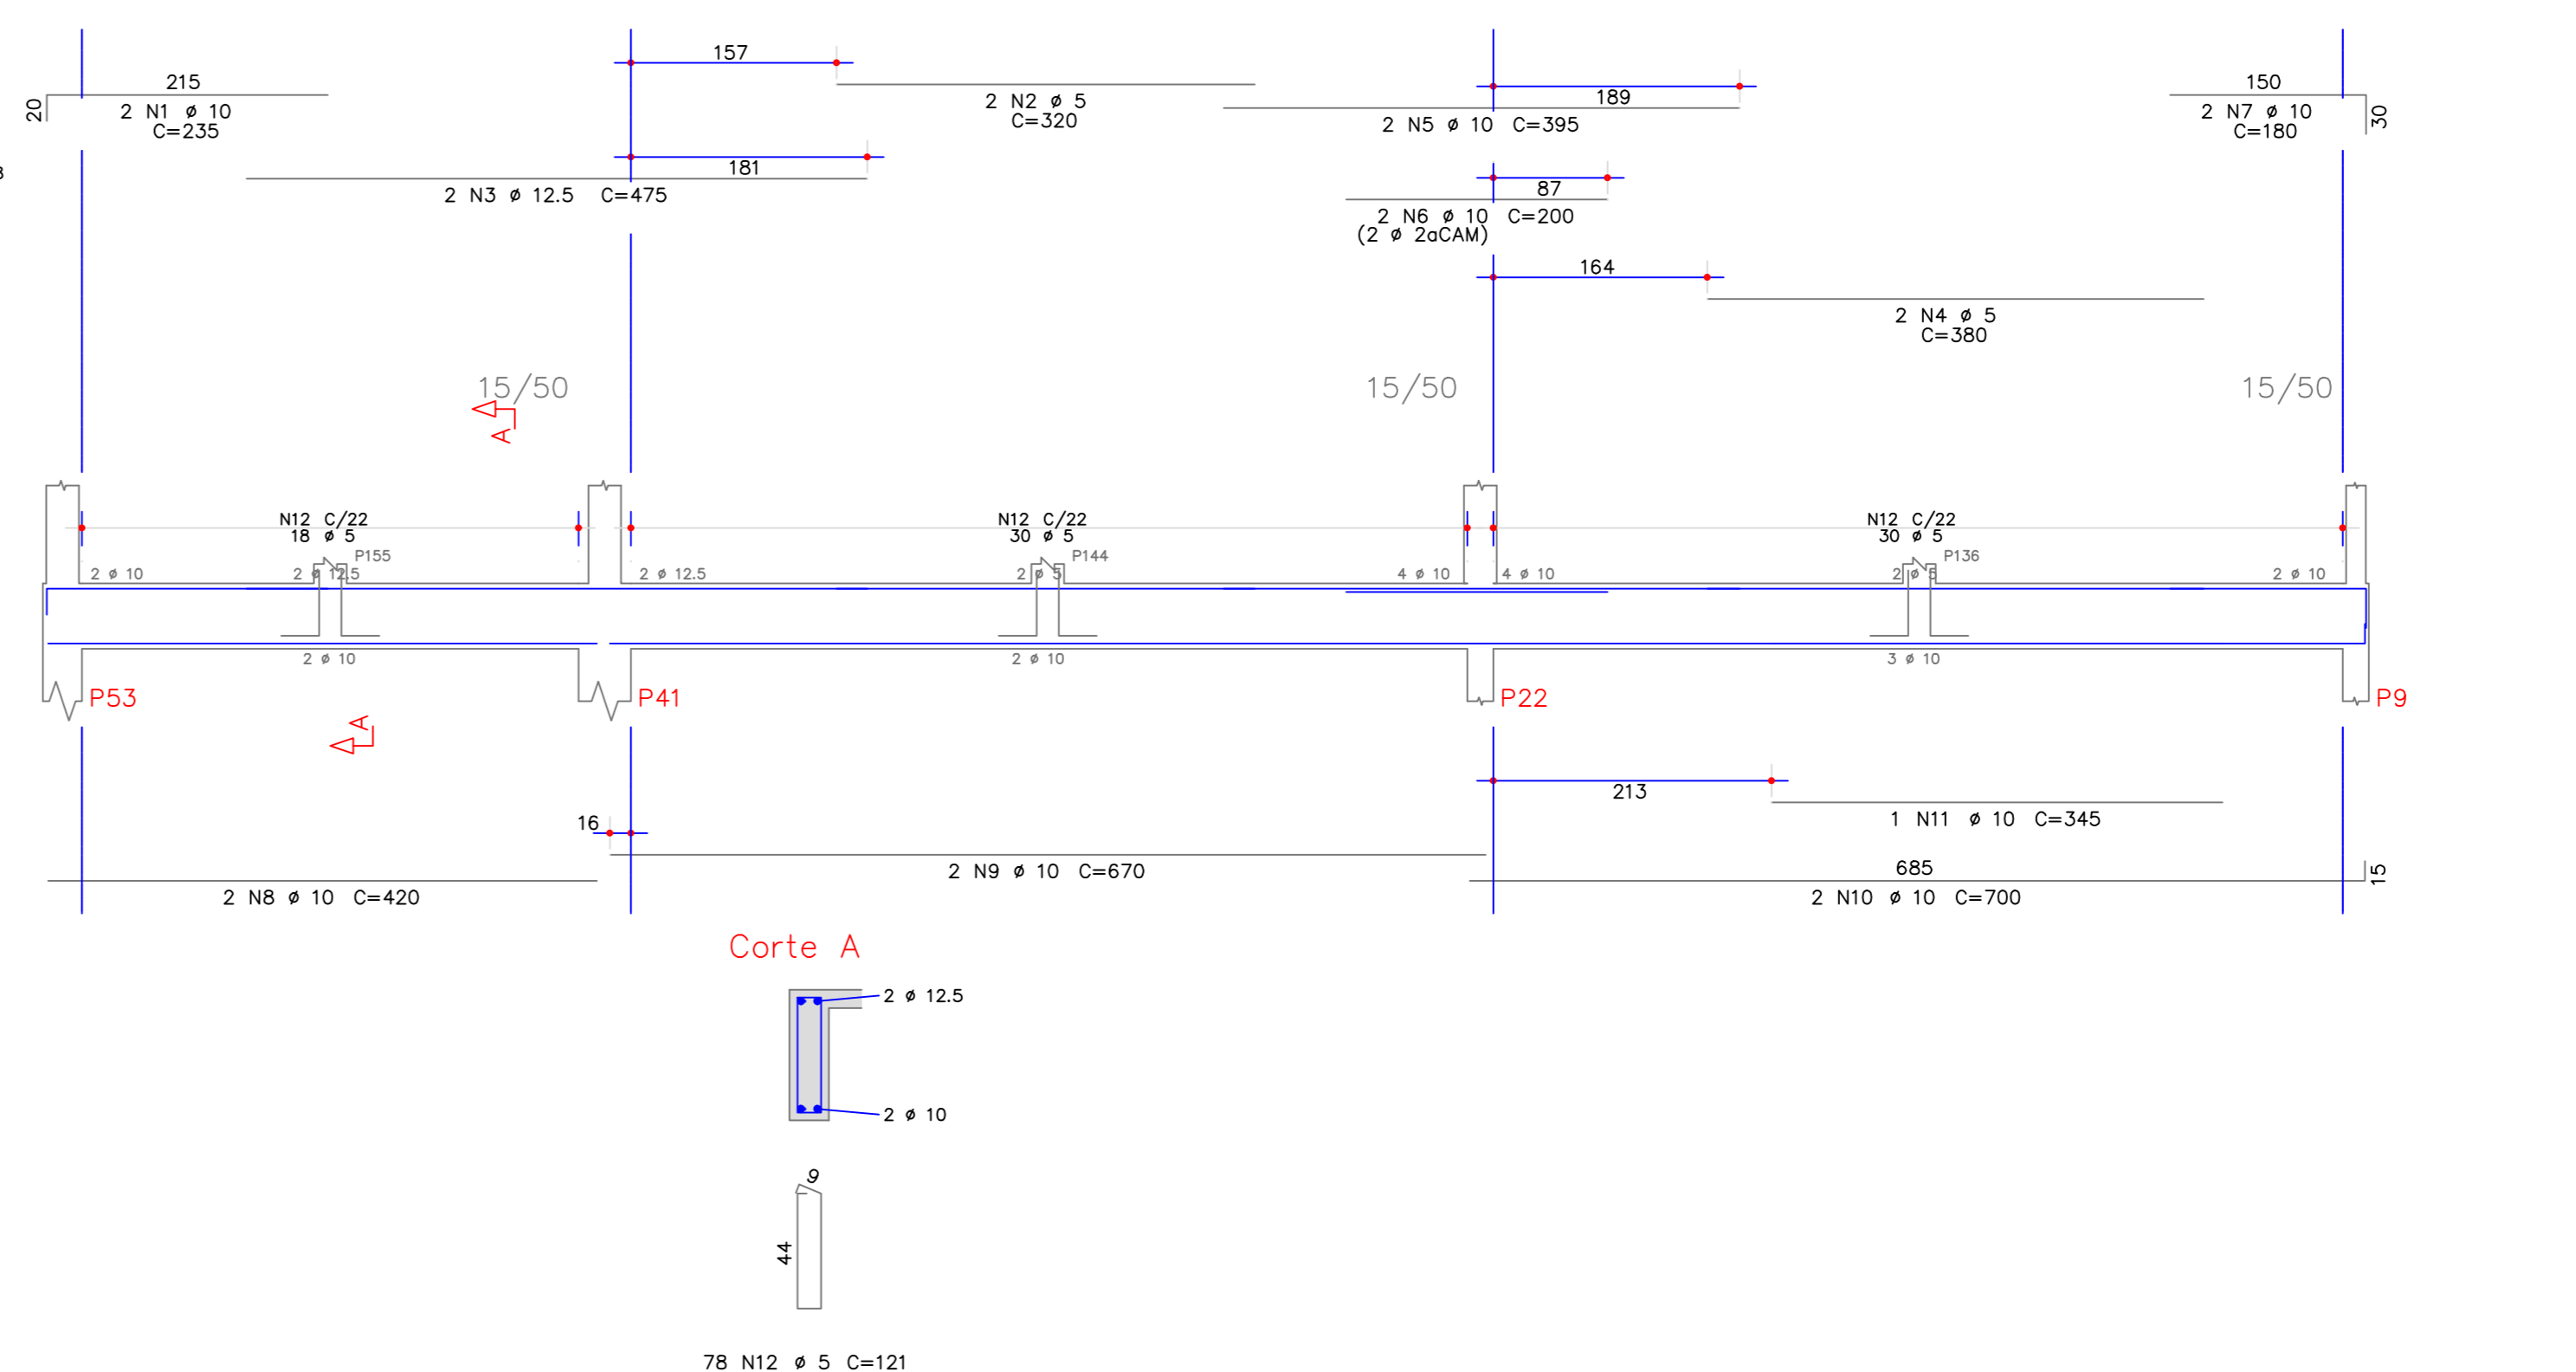 157
215
20
2 N1 ø 10
C=235
2 N2 ø 5
C=320
189
2 N5 ø 10 C=395
150
2 N7 ø 10
C=180
30
181
2 N3 ø 12.5 C=475
87
2 N6 ø 10 C=200
(2 ø 2aCAM)
164
2 N4 ø 5
C=380
15/50
15/50
15/50
A
N12 C/22
18 ø 5
N12 C/22
30 ø 5
N12 C/22
30 ø 5
P155
P144
P136
2 ø 10
2 ø 12.5
2 ø 12.5
2 ø 5
4 ø 10
4 ø 10
2 ø 5
2 ø 10
2 ø 10
2 ø 10
3 ø 10
P53
P41
P22
P9
A
213
1 N11 ø 10 C=345
16
2 N9 ø 10 C=670
685
15
2 N8 ø 10 C=420
2 N10 ø 10 C=700
Corte A
2 ø 12.5
2 ø 10
9
44
78 N12 ø 5 C=121